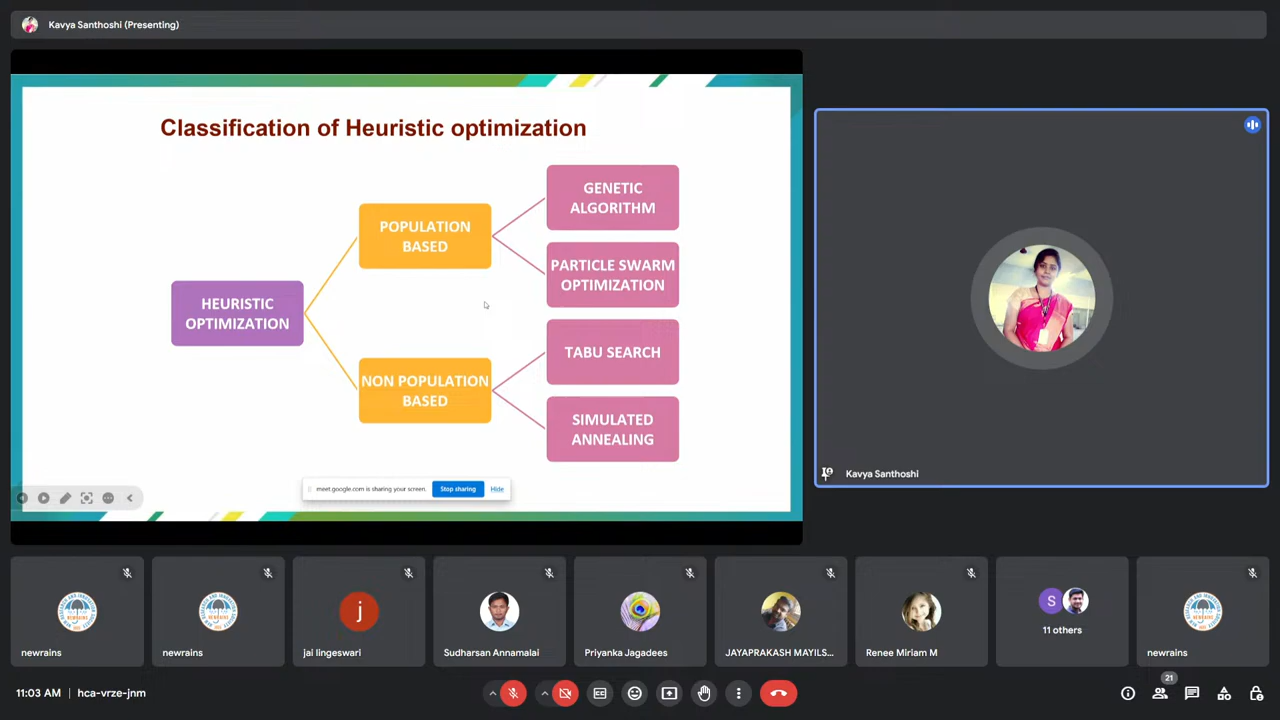 Kavya Santhoshi (Presenting)
Classification of Heuristic optimization
GENETIC
ALGORITHM
POPULATION
BASED
PARTICLE SWARM
OPTIMIZATION
HEURISTIC
OPTIMIZATION
TABU SEARCH
NON POPULATION
BASED
SIMULATED
ANNEALING
meet.google.com is sharing your screen.
Stop sharing
Hide
Kavya Santhoshi
newrains
newrains
j
jai lingeswari
Sudharsan Annamalai
Priyanka Jagadees
JAYAPRAKASH MAYILS...
Renee Miriam M
S
11 others
newrains
11:03 AM | hca-vrze-jnm
21